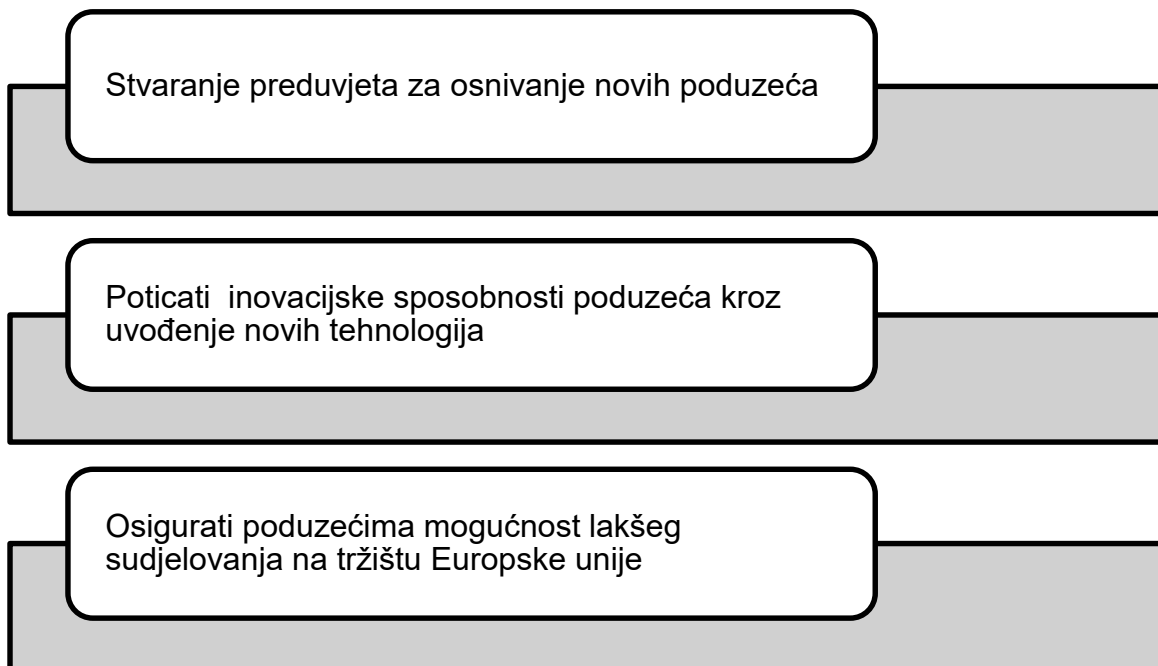 Stvaranje preduvjeta za osnivanje novih poduzeća
Poticati  inovacijske sposobnosti poduzeća kroz
uvođenje novih tehnologija
Osigurati poduzećima mogućnost lakšeg
sudjelovanja na tržištu Europske unije